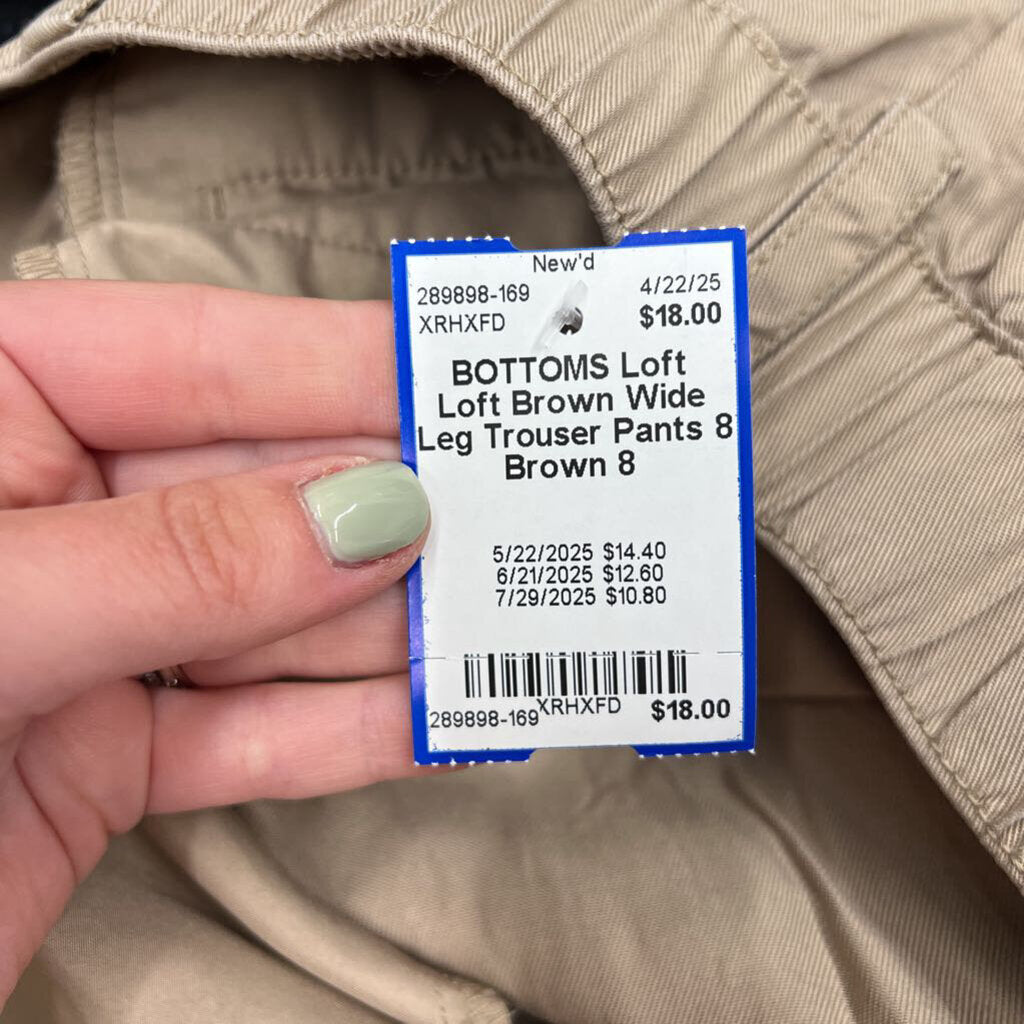 New'd
289898-169 4/22/25
XRHXFD $18.00
BOTTOMS Loft
Loft Brown Wide
Leg Trouser Pants 8
Brown 8
5/22/2025 $14.40
6/21/2025 $12.60
7/29/2025 $10.80
289898-169 XRHXFD $18.00